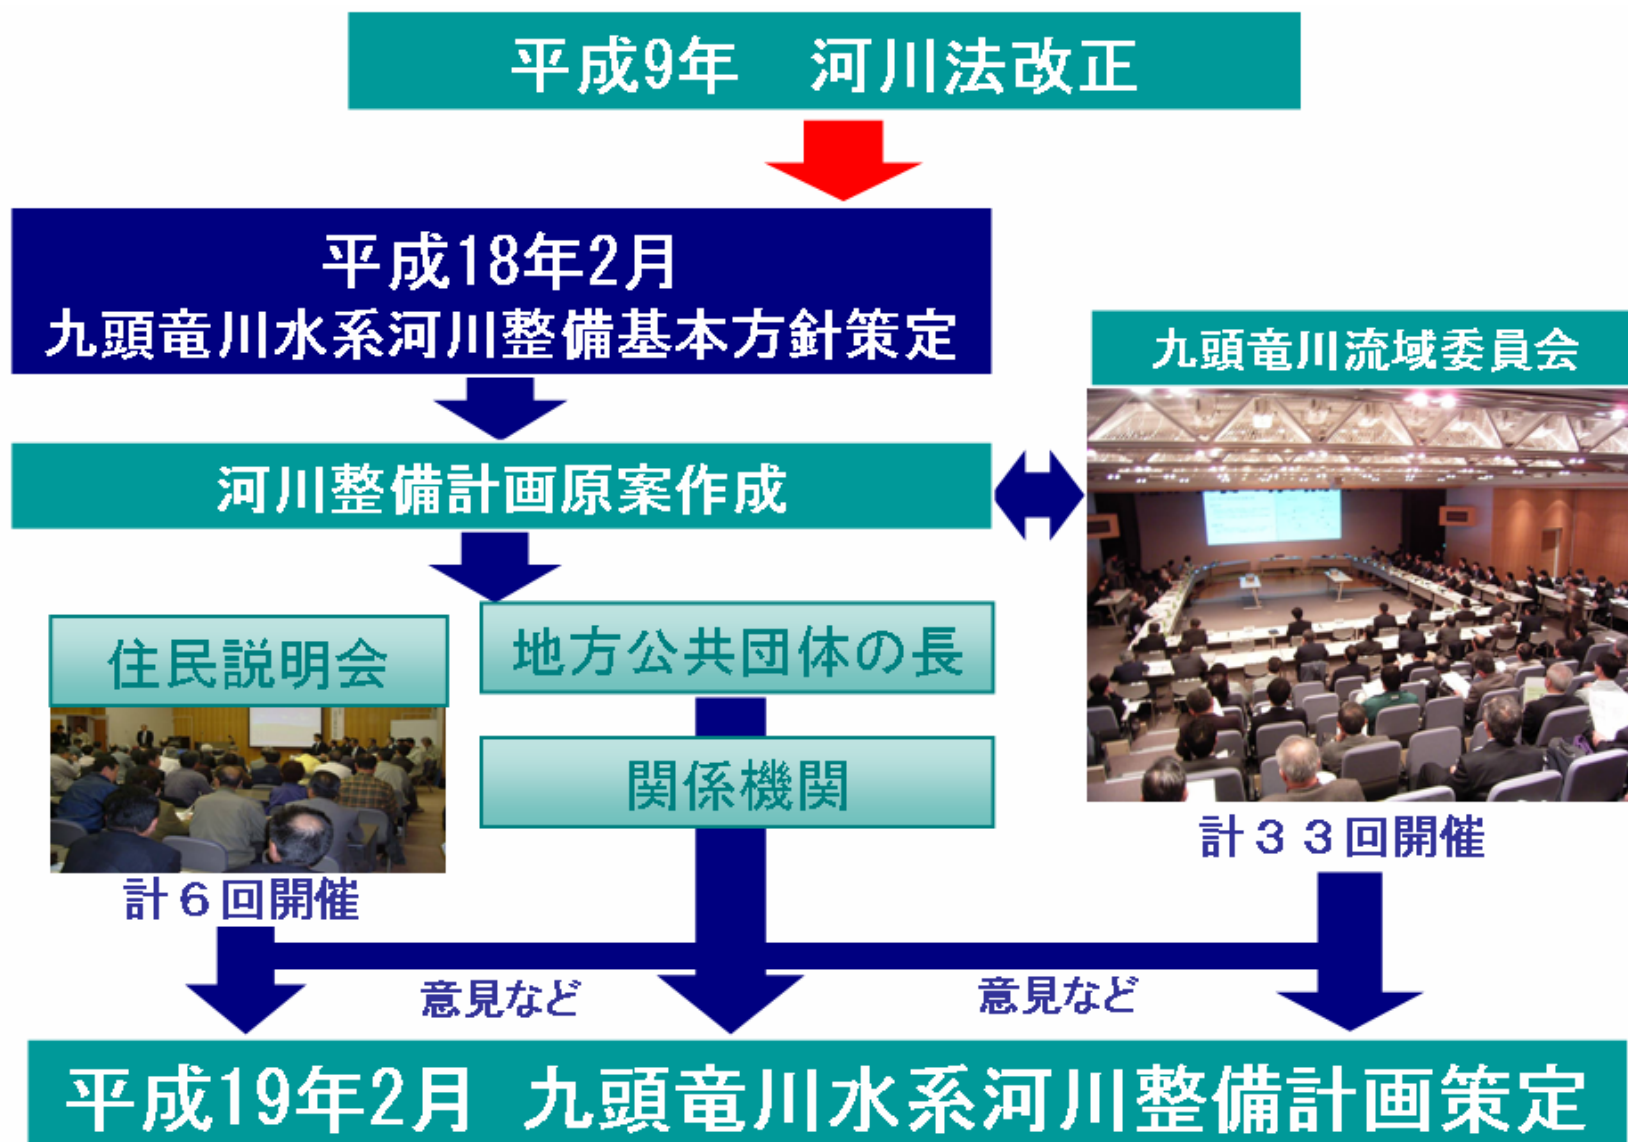 平成9年　河川法改正
平成18年2月
九頭竜川水系河川整備基本方針策定
九頭竜川流域委員会
河川整備計画原案作成
住民説明会
地方公共団体の長
関係機関
計３３回開催
計６回開催
意見など
意見など
平成19年2月 九頭竜川水系河川整備計画策定